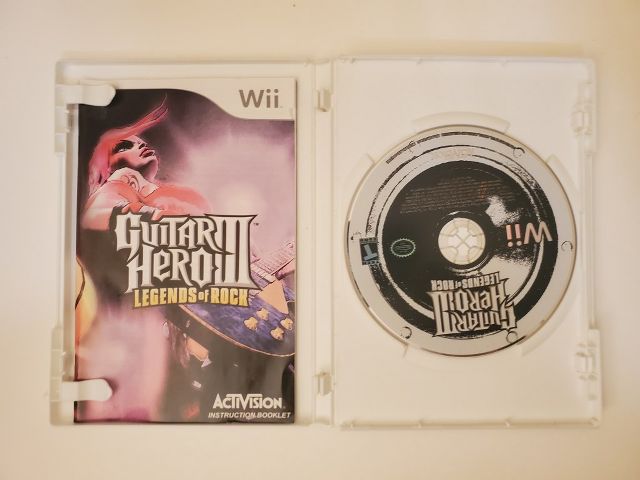 Wii
GUITAR
HERO III
LEGENDS of ROCK
ACTIVISION
INSTRUCTION BOOKLET
Wii
T
GUITAR
HERO III
LEGENDS of ROCK